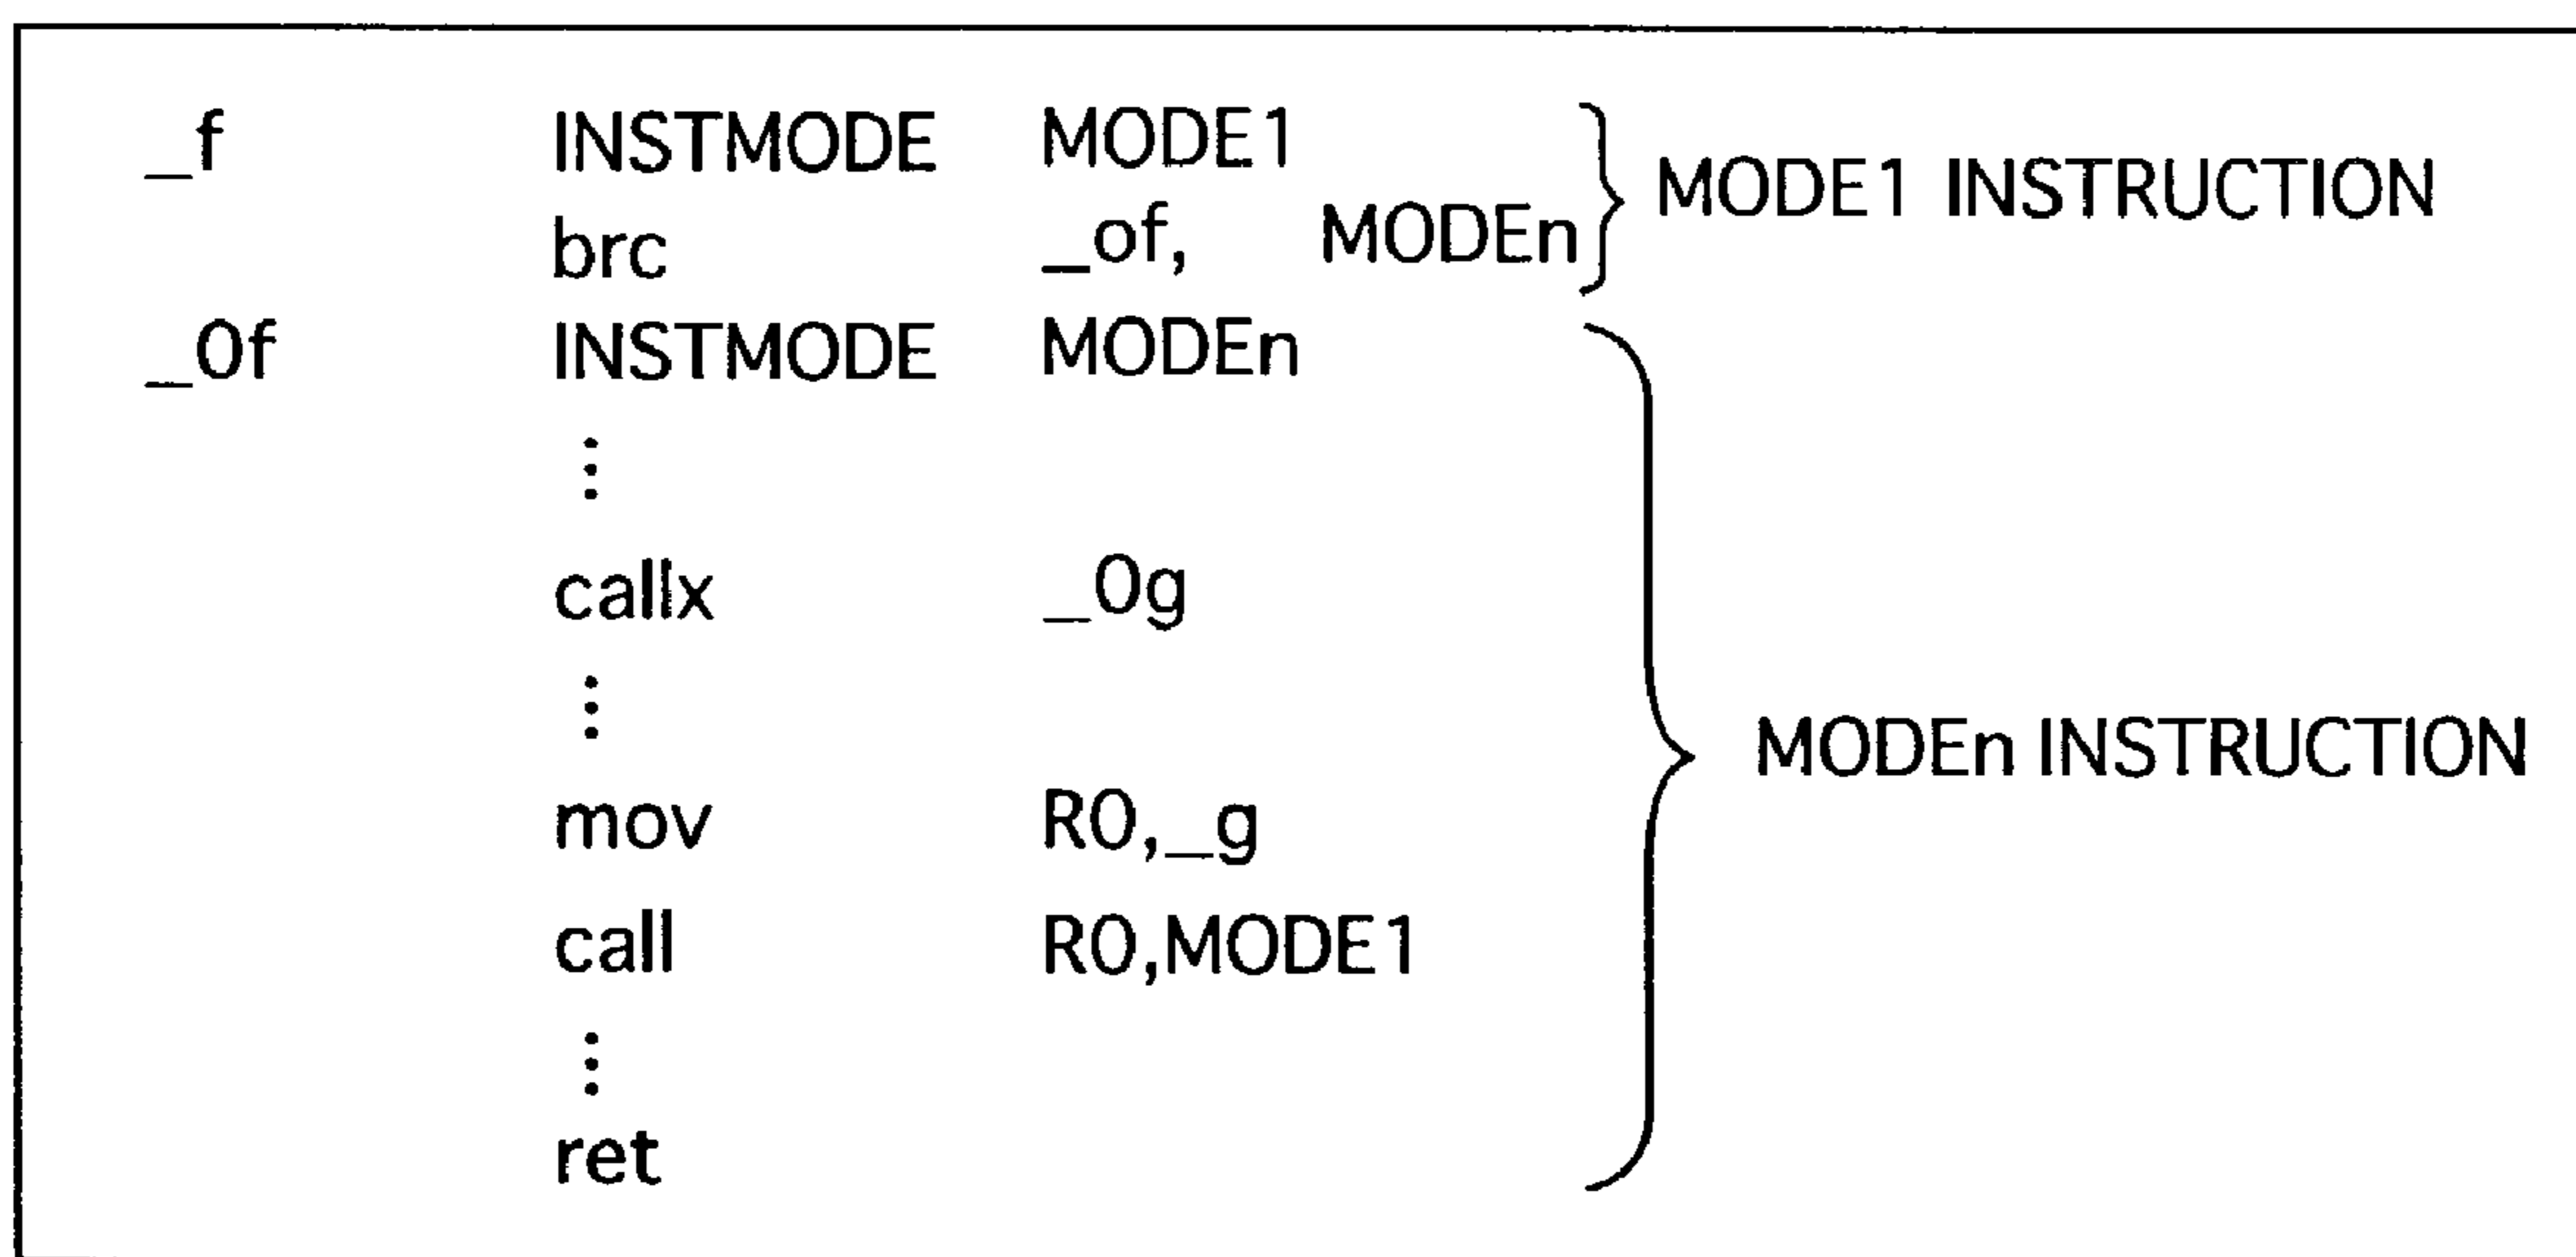 _f INSTMODE MODE1
brc _of, MODEn
MODE1 INSTRUCTION
_0f INSTMODE MODEn
⋮
callx _0g
⋮
MODEn INSTRUCTION
mov R0,_g
call R0,MODE1
⋮
ret